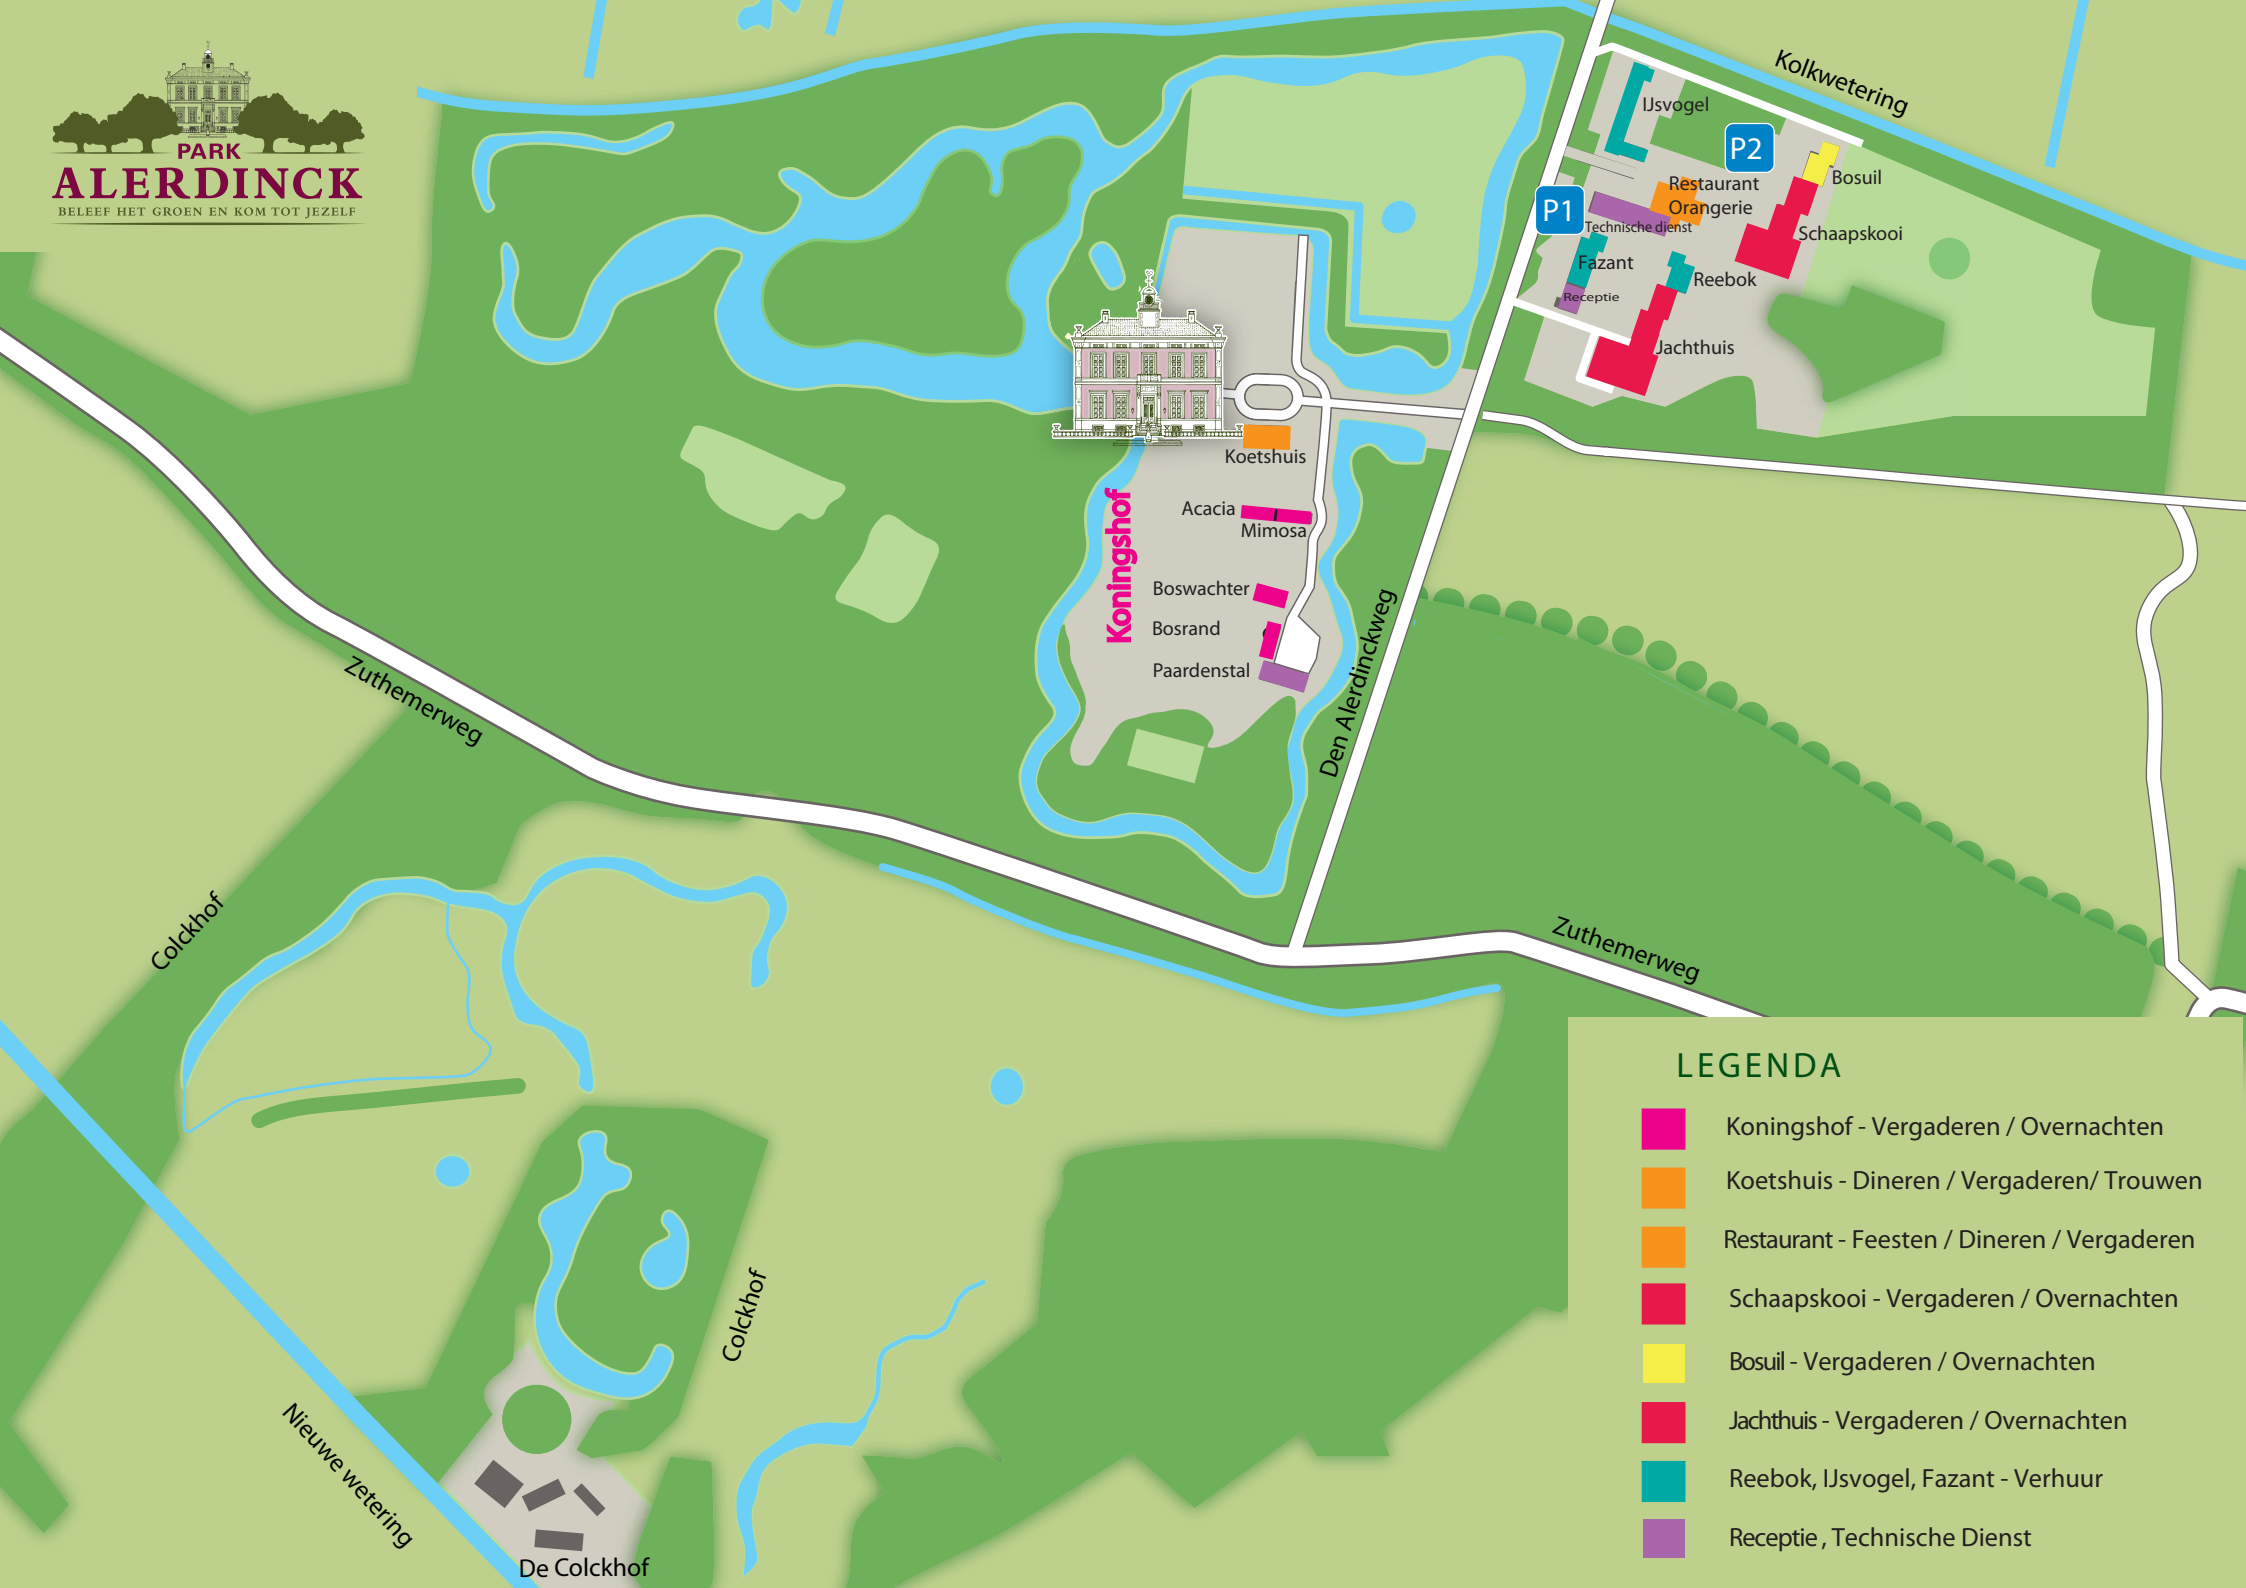 PARK
ALERDINCK
BELEEF HET GROEN EN KOM TOT JEZELF
Kolkwetering
IJsvogel
P2
Bosuil
Restaurant
Orangerie
P1
Technische dienst
Schaapskooi
Fazant
Reebok
Receptie
Jachthuis
Koetshuis
Koningshof
Acacia
Mimosa
Boswachter
Bosrand
Paardenstal
Den Alerdinckweg
Zuthemerweg
Zuthemerweg
Colckhof
Colckhof
Nieuwe wetering
De Colckhof
LEGENDA
Koningshof - Vergaderen / Overnachten
Koetshuis - Dineren / Vergaderen/ Trouwen
Restaurant - Feesten / Dineren / Vergaderen
Schaapskooi - Vergaderen / Overnachten
Bosuil - Vergaderen / Overnachten
Jachthuis - Vergaderen / Overnachten
Reebok, IJsvogel, Fazant - Verhuur
Receptie , Technische Dienst